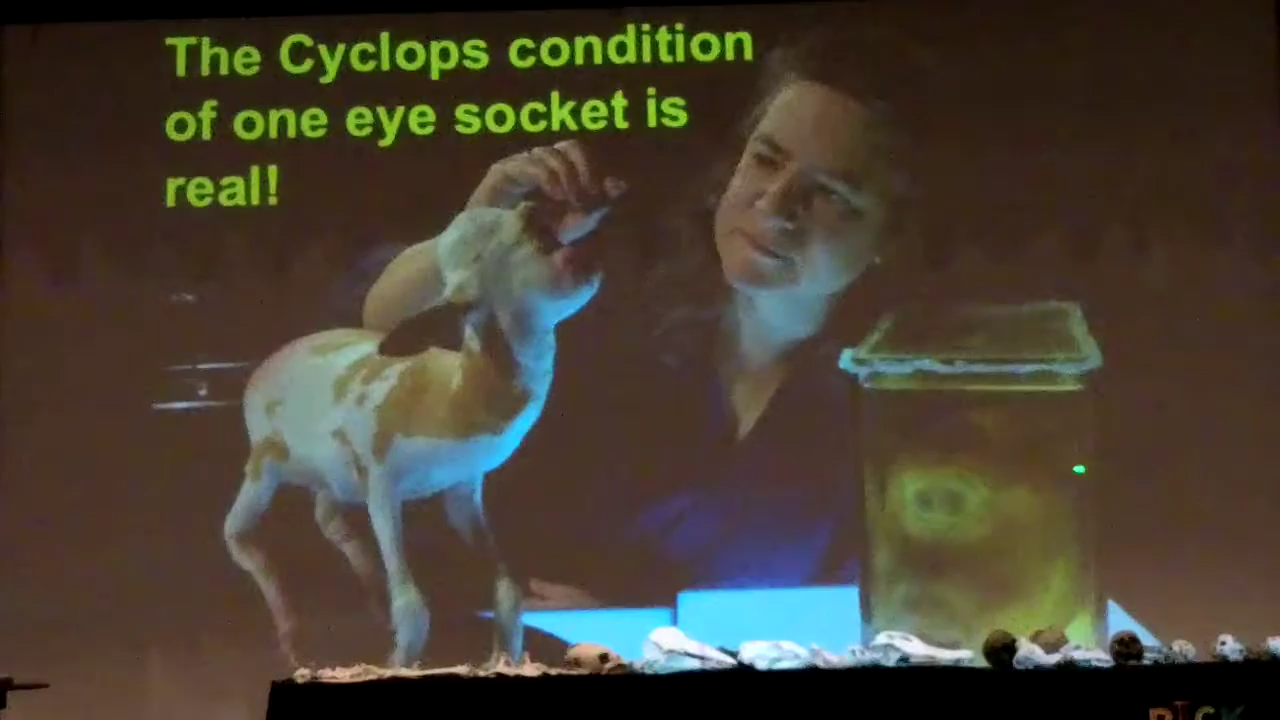 The Cyclops condition
of one eye socket is
real!